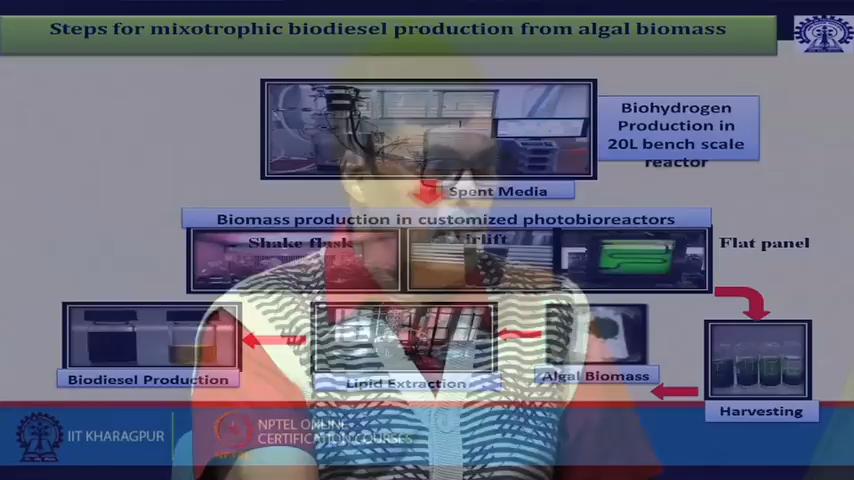 Steps for mixotrophic biodiesel production from algal biomass
Biohydrogen
Production in
20L bench scale
reactor
Spent Media
Biomass production in customized photobioreactors
Shake flask
Airlift
Flat panel
Biodiesel Production
Lipid Extraction
Algal Biomass
Harvesting
IIT KHARAGPUR
NPTEL ONLINE
CERTIFICATION COURSES
NPTEL